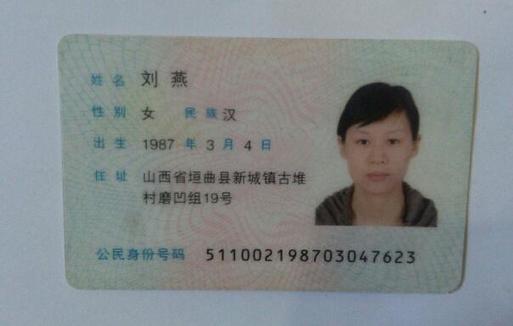 姓名 刘燕
性别 女 民族 汉
出生 1987 年 3 月 4 日
住址 山西省垣曲县新城镇古堆
村磨凹组19号
公民身份号码 511002198703047623